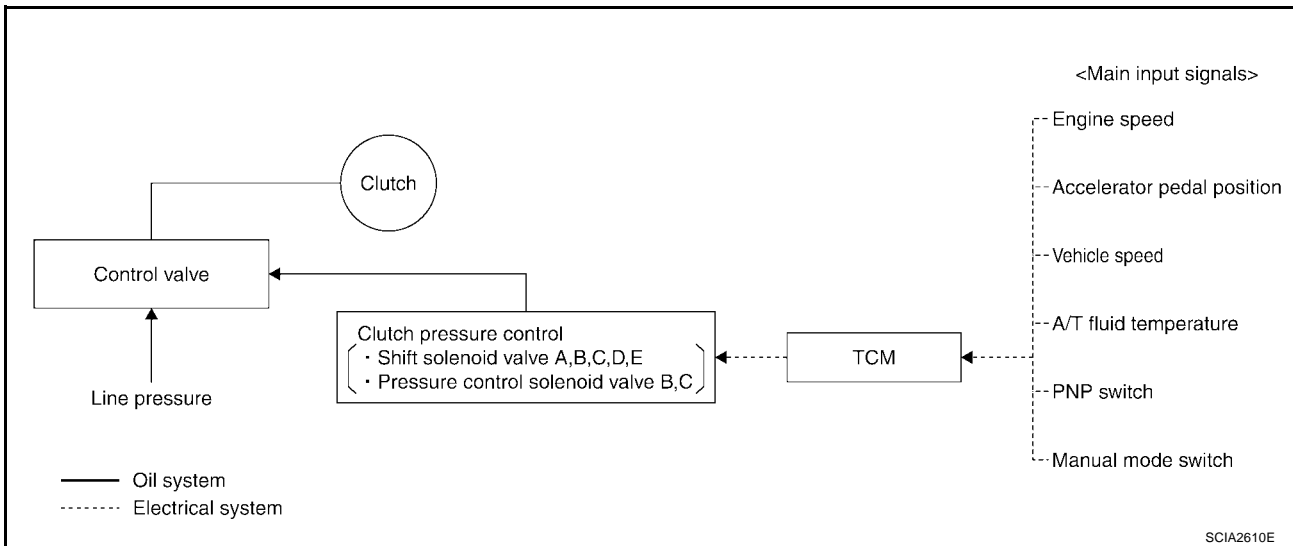 <Main input signals>
Engine speed
Accelerator pedal position
Vehicle speed
A/T fluid temperature
PNP switch
Manual mode switch
Clutch
Control valve
Line pressure
Clutch pressure control
・Shift solenoid valve A,B,C,D,E
・Pressure control solenoid valve B,C
TCM
Oil system
Electrical system
SCIA2610E